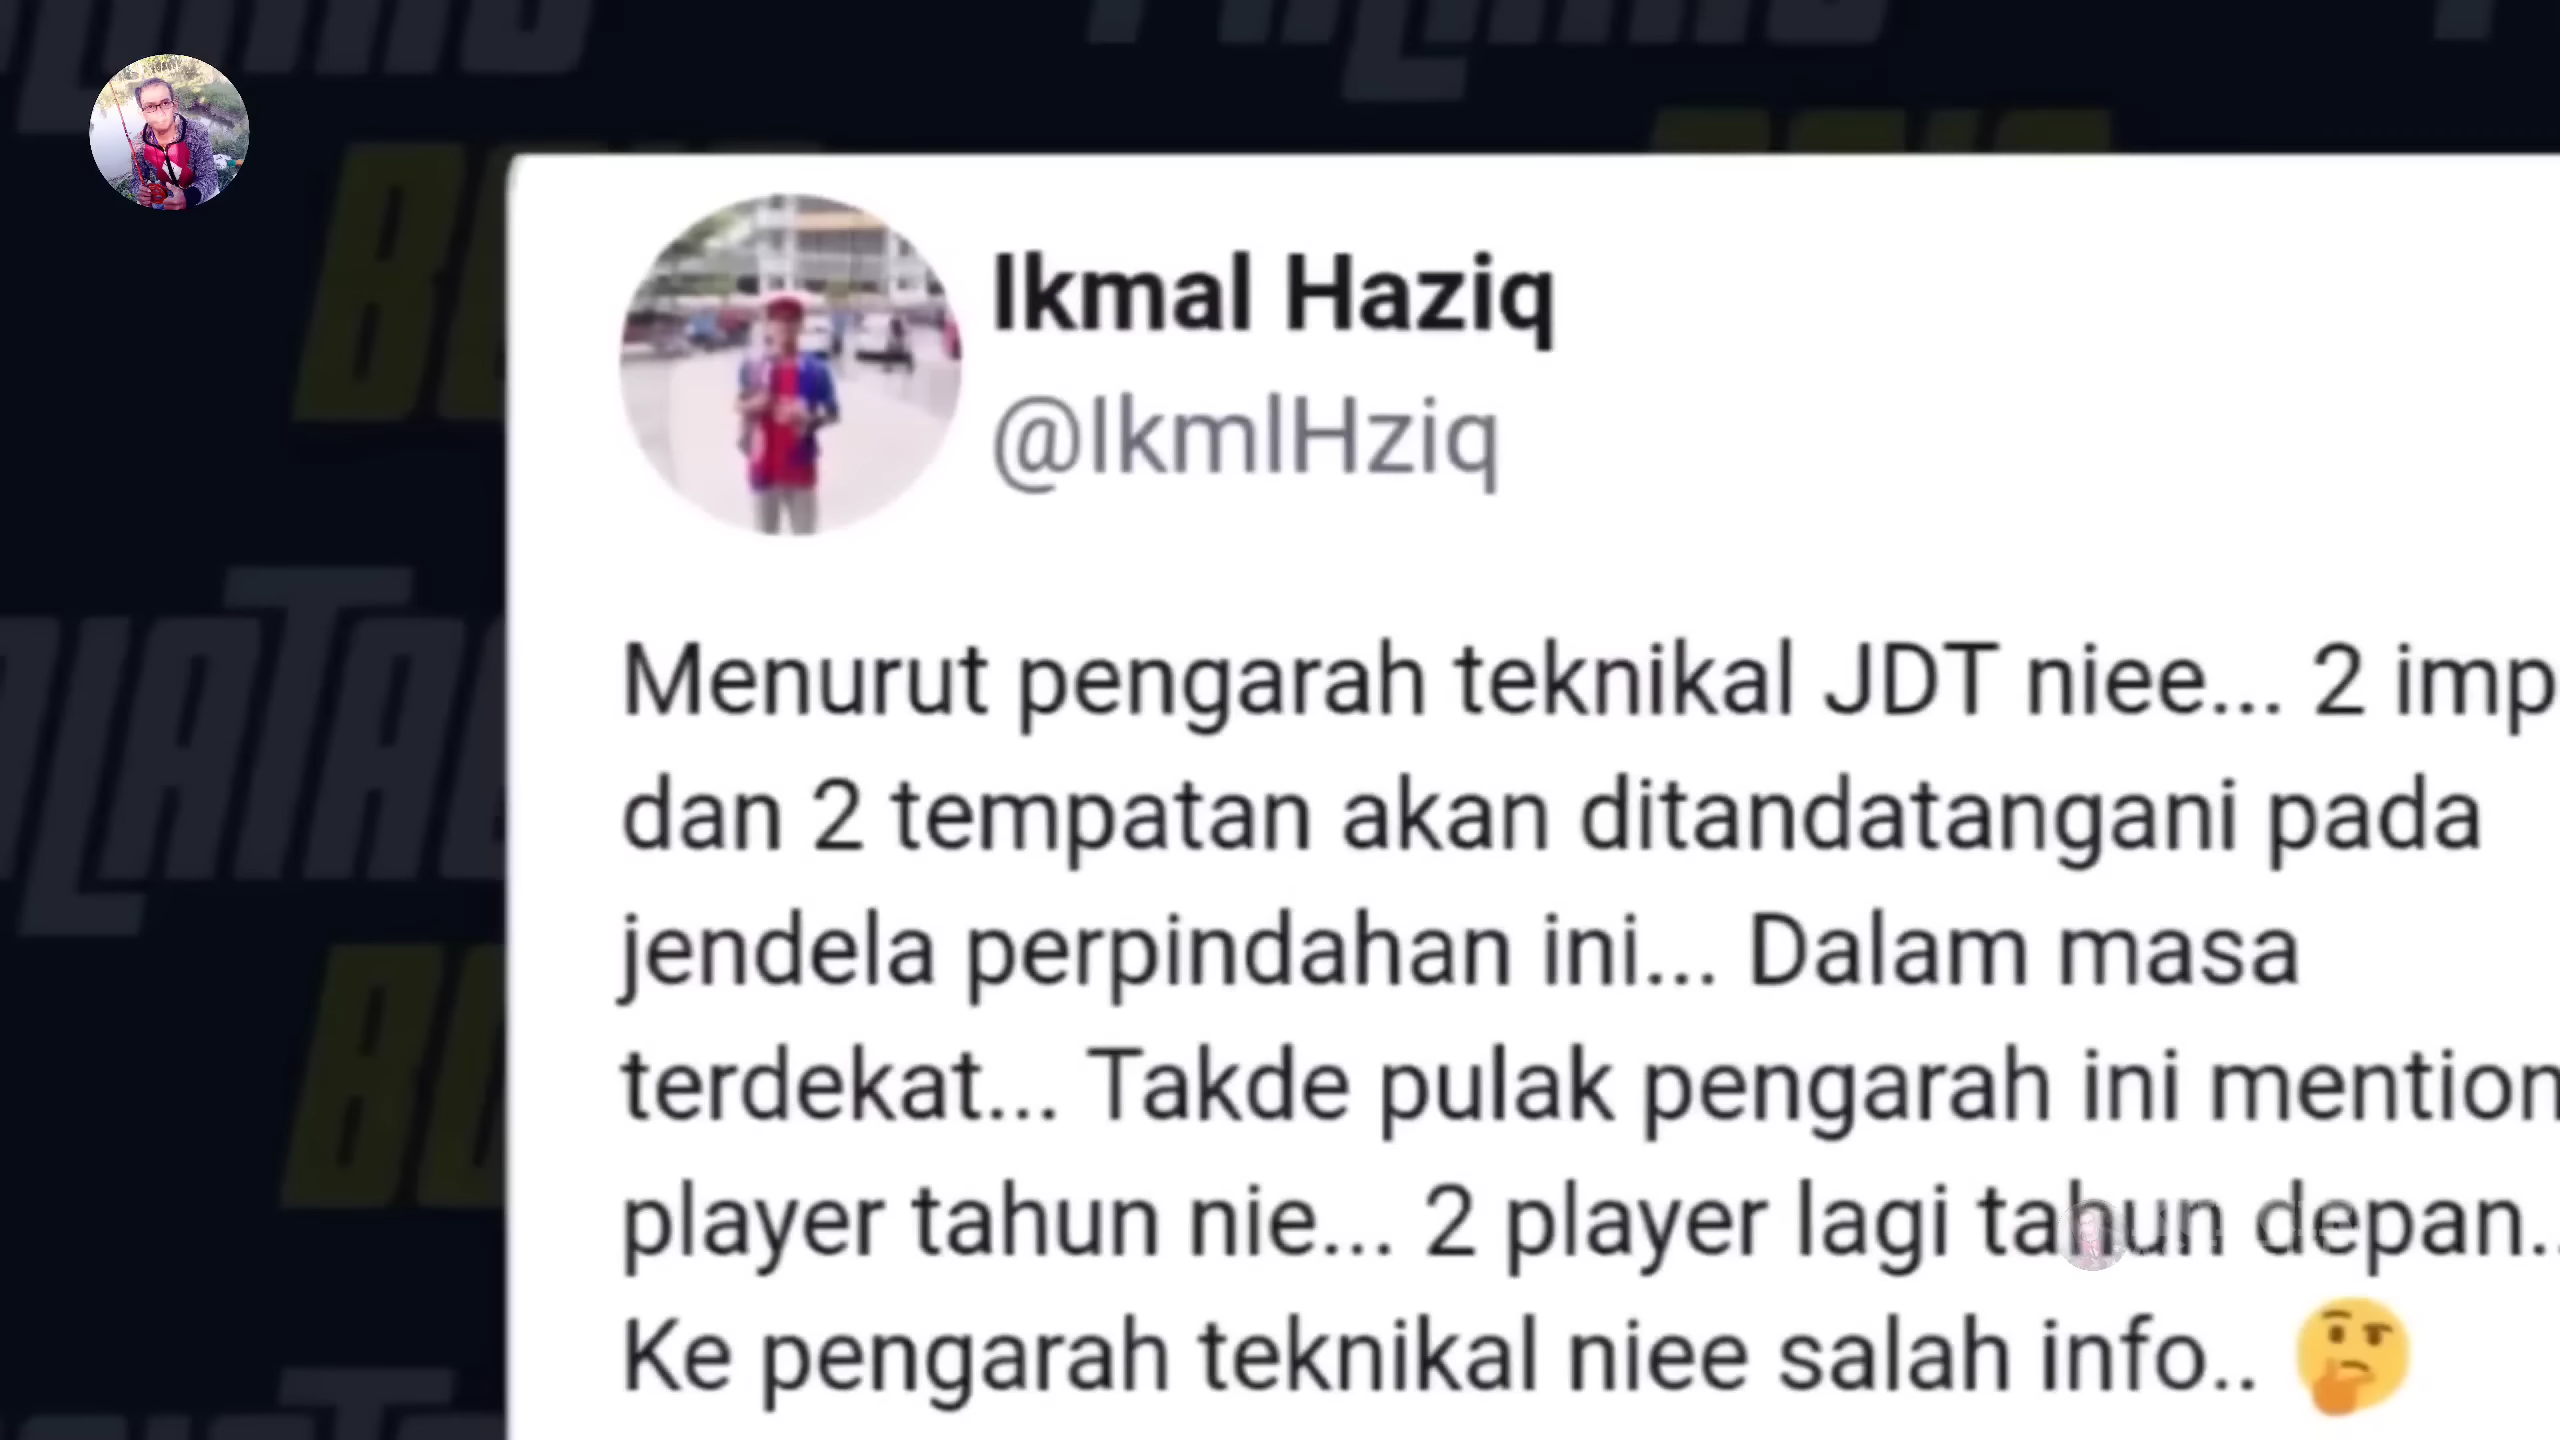 Ikmal Haziq
@IkmlHziq
Menurut pengarah teknikal JDT niee... 2
dan 2 tempatan akan ditandatangani pada
jendela perpindahan ini... Dalam masa
terdekat... Takde pulak pengarah ini mention
player tahun nie... 2 player lagi tahun depan..
Ke pengarah teknikal niee salah info.. 🤔